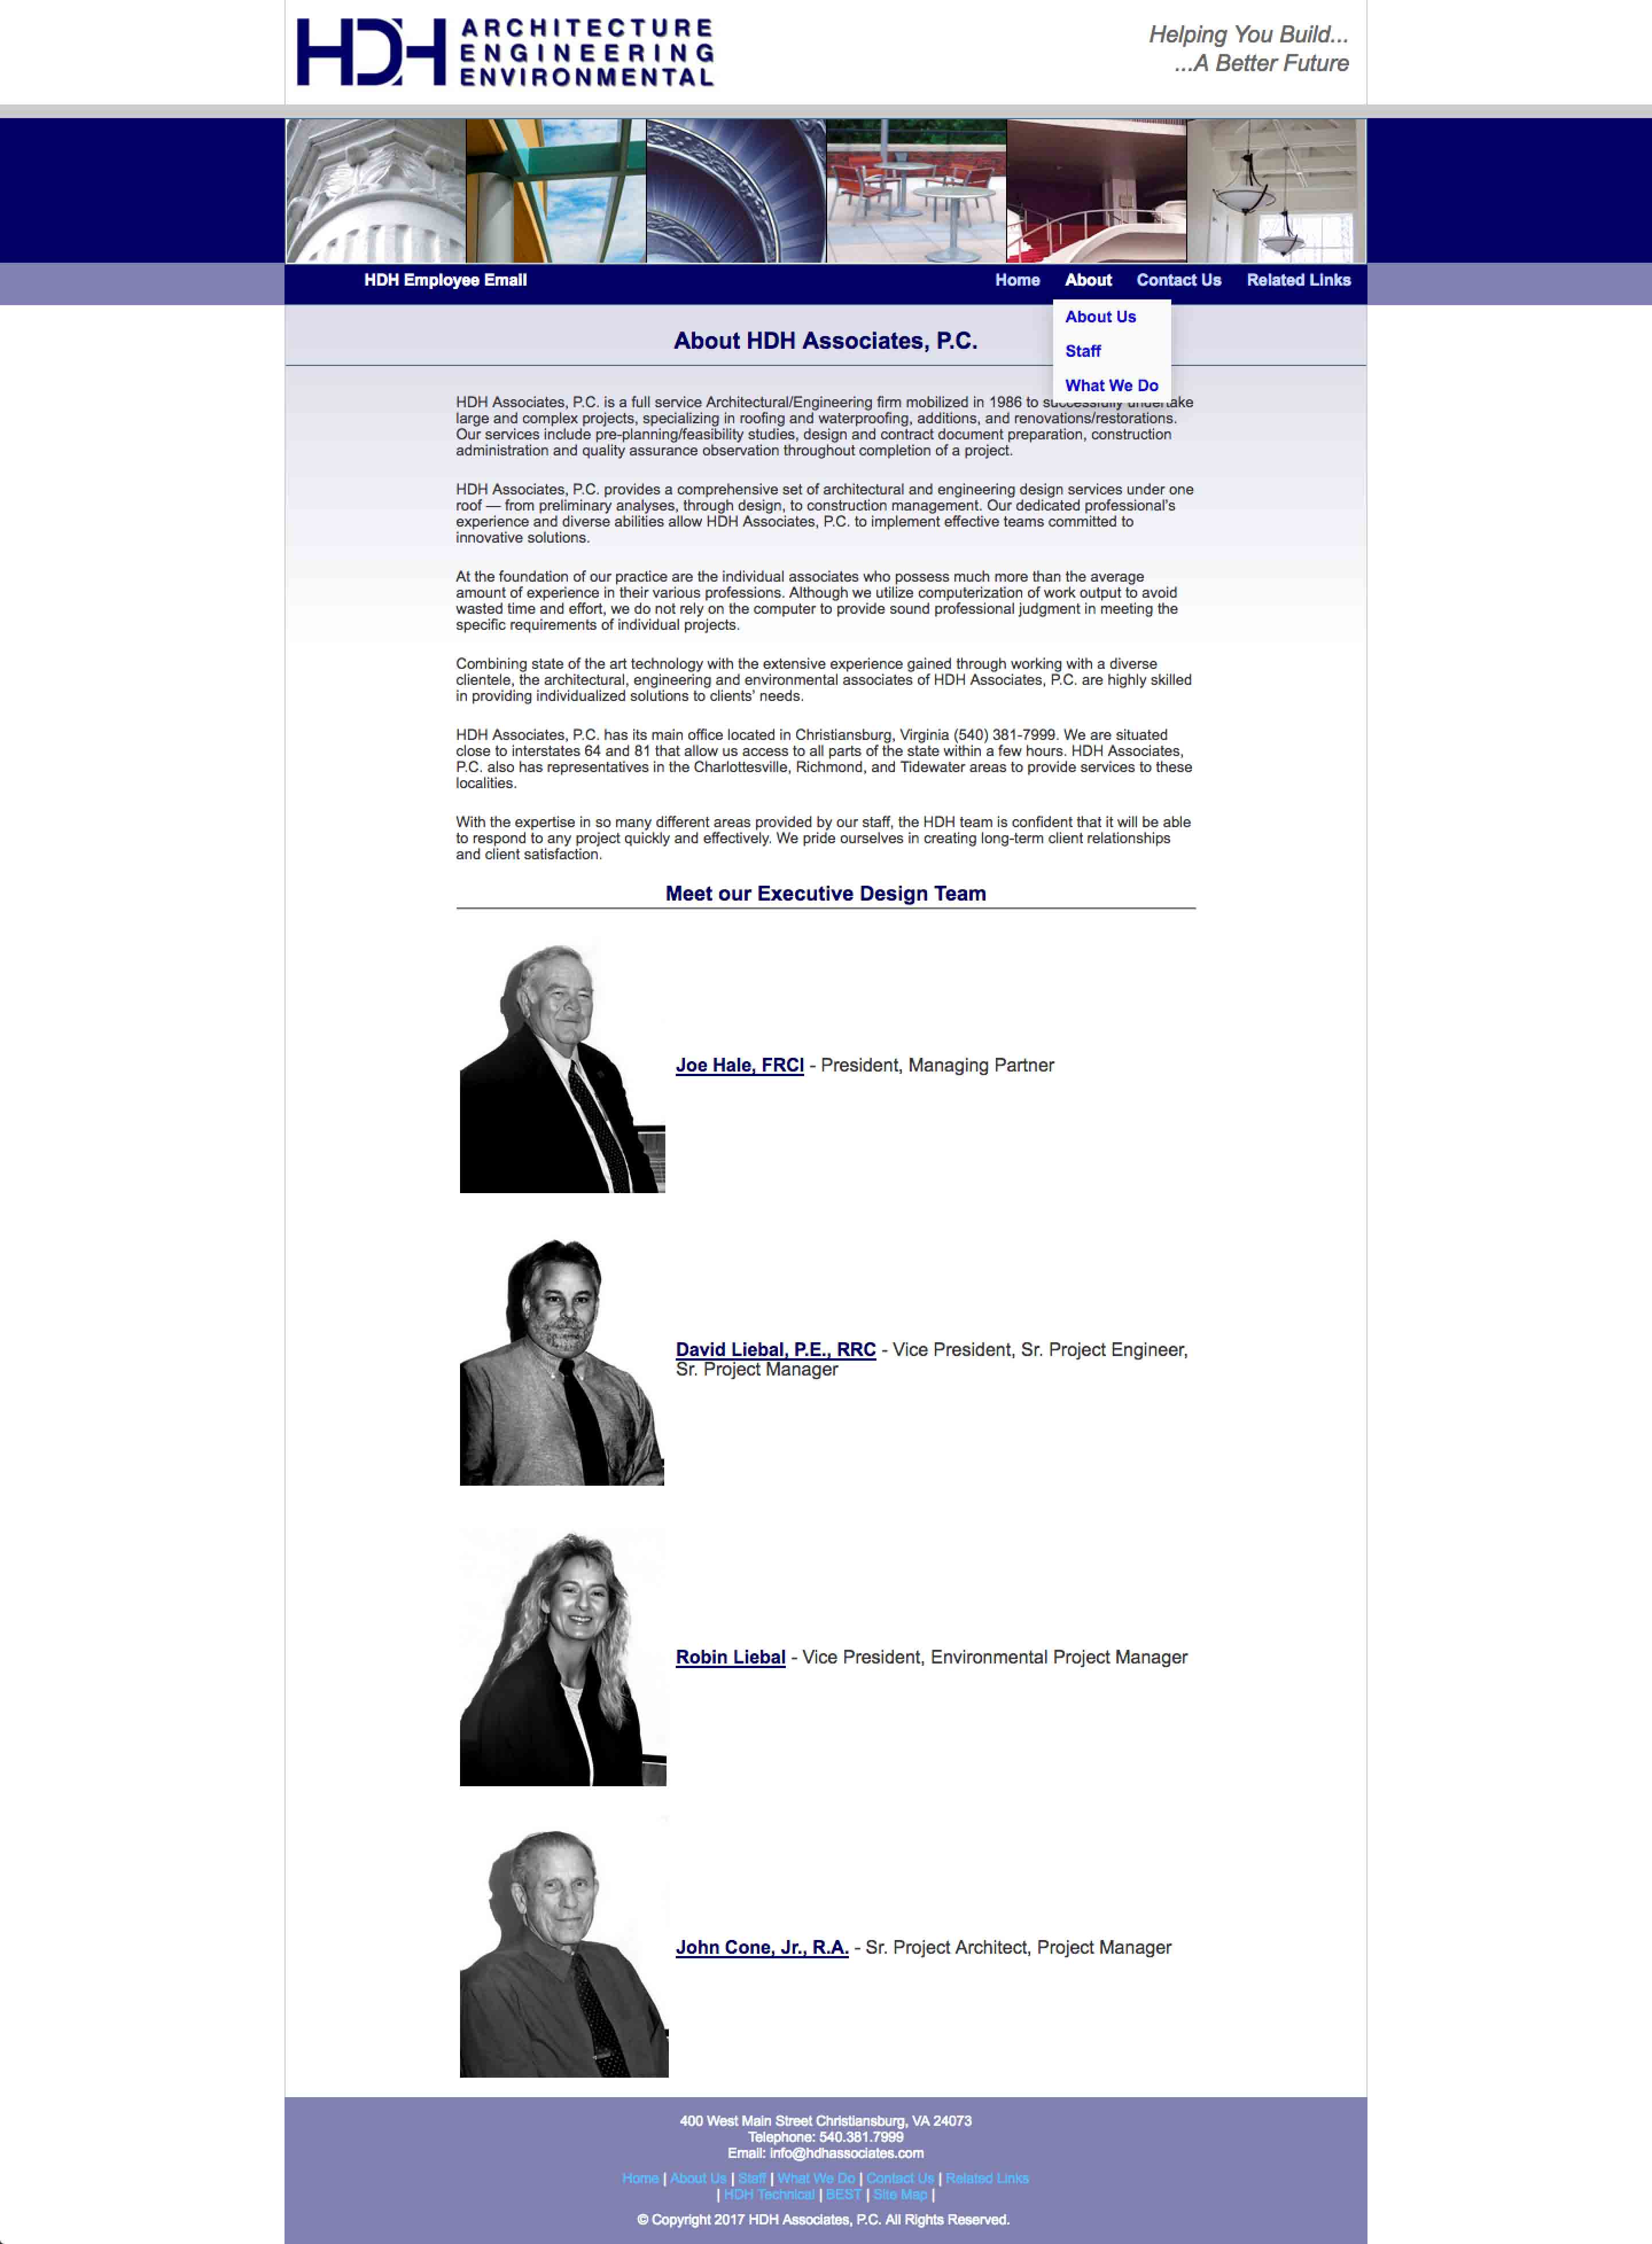 HDH ARCHITECTURE
ENGINEERING
ENVIRONMENTAL
Helping You Build...
...A Better Future
HDH Employee Email
Home About Contact Us Related Links
About Us
Staff
What We Do
About HDH Associates, P.C.
HDH Associates, P.C. is a full service Architectural/Engineering firm mobilized in 1986 to successfully undertake
large and complex projects, specializing in roofing and waterproofing, additions, and renovations/restorations.
Our services include pre-planning/feasibility studies, design and contract document preparation, construction
administration and quality assurance observation throughout completion of a project.
HDH Associates, P.C. provides a comprehensive set of architectural and engineering design services under one
roof — from preliminary analyses, through design, to construction management. Our dedicated professional's
experience and diverse abilities allow HDH Associates, P.C. to implement effective teams committed to
innovative solutions.
At the foundation of our practice are the individual associates who possess much more than the average
amount of experience in their various professions. Although we utilize computerization of work output to avoid
wasted time and effort, we do not rely on the computer to provide sound professional judgment in meeting the
specific requirements of individual projects.
Combining state of the art technology with the extensive experience gained through working with a diverse
clientele, the architectural, engineering and environmental associates of HDH Associates, P.C. are highly skilled
in providing individualized solutions to clients' needs.
HDH Associates, P.C. has its main office located in Christiansburg, Virginia (540) 381-7999. We are situated
close to interstates 64 and 81 that allow us access to all parts of the state within a few hours. HDH Associates,
P.C. also has representatives in the Charlottesville, Richmond, and Tidewater areas to provide services to these
localities.
With the expertise in so many different areas provided by our staff, the HDH team is confident that it will be able
to respond to any project quickly and effectively. We pride ourselves in creating long-term client relationships
and client satisfaction.
Meet our Executive Design Team
Joe Hale, FRCI - President, Managing Partner
David Liebal, P.E., RRC - Vice President, Sr. Project Engineer,
Sr. Project Manager
Robin Liebal - Vice President, Environmental Project Manager
John Cone, Jr., R.A. - Sr. Project Architect, Project Manager
400 West Main Street Christiansburg, VA 24073
Telephone: 540.381.7999
Email: info@hdhassociates.com
Home | About Us | Staff | What We Do | Contact Us | Related Links
| HDH Technical | BEST | Site Map |
© Copyright 2017 HDH Associates, P.C. All Rights Reserved.